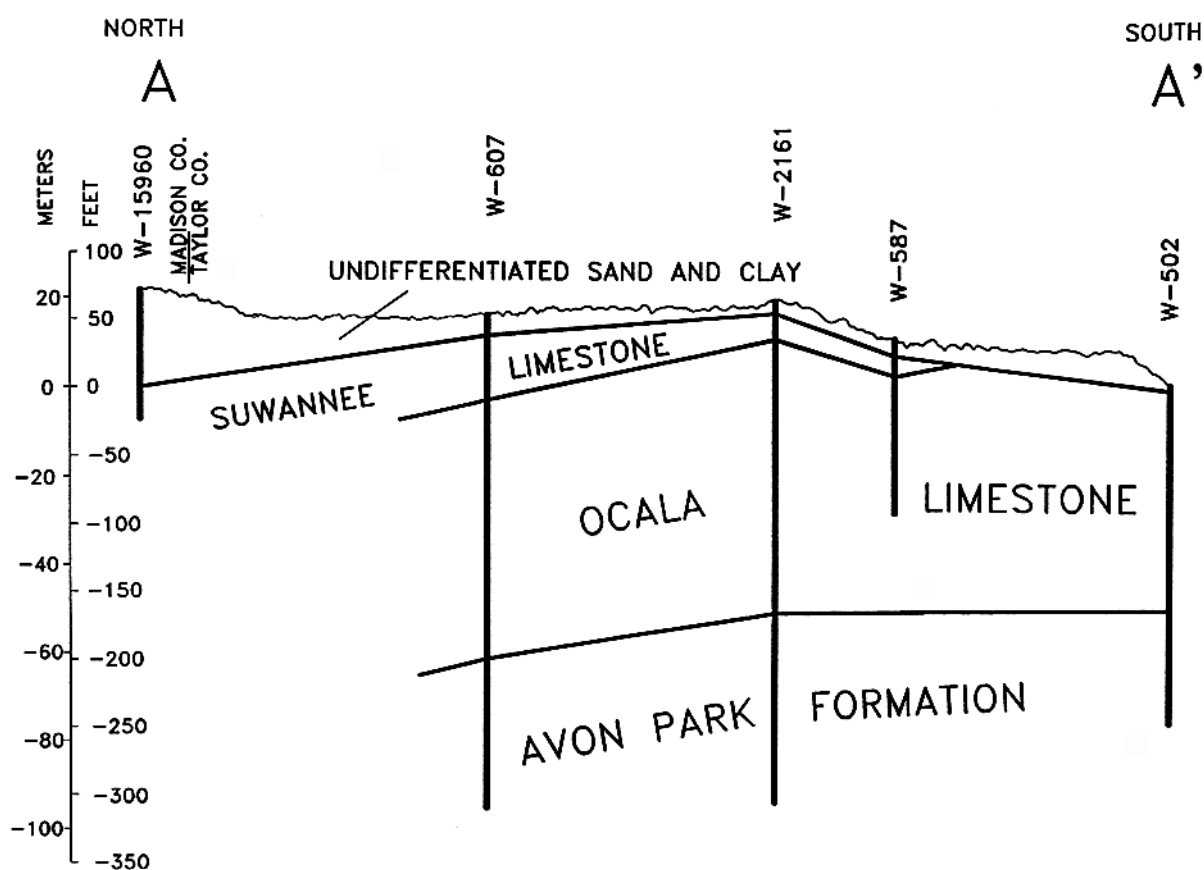 NORTH
SOUTH
A
A'
METERS
FEET
W-15960
MADISON CO.
TAYLOR CO.
W-607
W-2161
W-587
W-502
100
20
50
0
0
-50
-20
-100
-40
-150
-60
-200
-250
-80
-300
-100
-350
UNDIFFERENTIATED SAND AND CLAY
SUWANNEE LIMESTONE
OCALA LIMESTONE
AVON PARK FORMATION